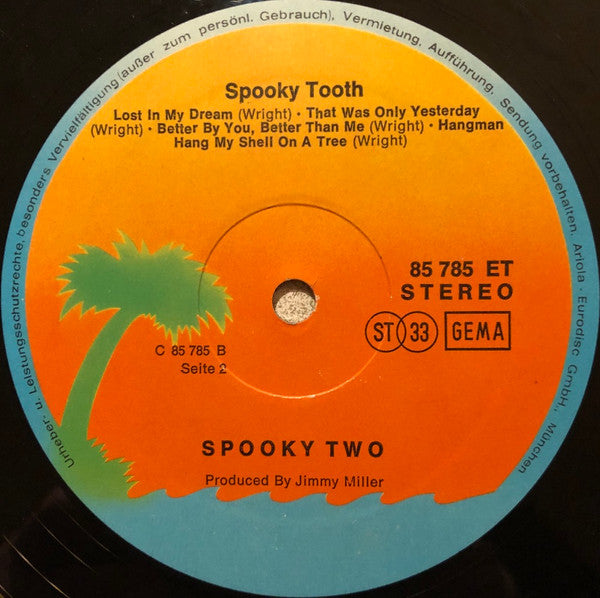 Urheber- u. Leistungsschutzrechte, besonders Vervielfältigung (außer zum persönl. Gebrauch), Vermietung, Aufführung, Sendung vorbehalten. Ariola - Eurodisc GmbH., München
Spooky Tooth
Lost In My Dream (Wright) · That Was Only Yesterday
(Wright) · Better By You, Better Than Me (Wright) · Hangman
Hang My Shell On A Tree (Wright)
85 785 ET
STEREO
ST 33 GEMA
C 85 785 B
Seite 2
SPOOKY TWO
Produced By Jimmy Miller